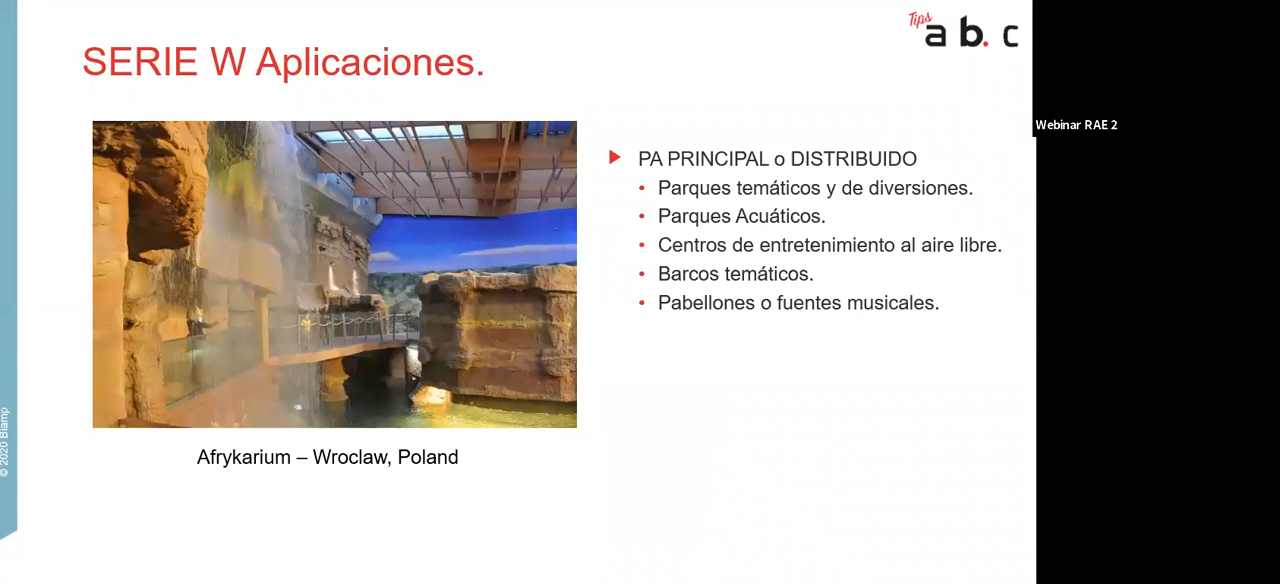 Tips
a b. c
SERIE W Aplicaciones.
Webinar RAE 2
PA PRINCIPAL o DISTRIBUIDO
• Parques temáticos y de diversiones.
• Parques Acuáticos.
• Centros de entretenimiento al aire libre.
• Barcos temáticos.
• Pabellones o fuentes musicales.
Afrykarium – Wroclaw, Poland
© 2020 Biamp